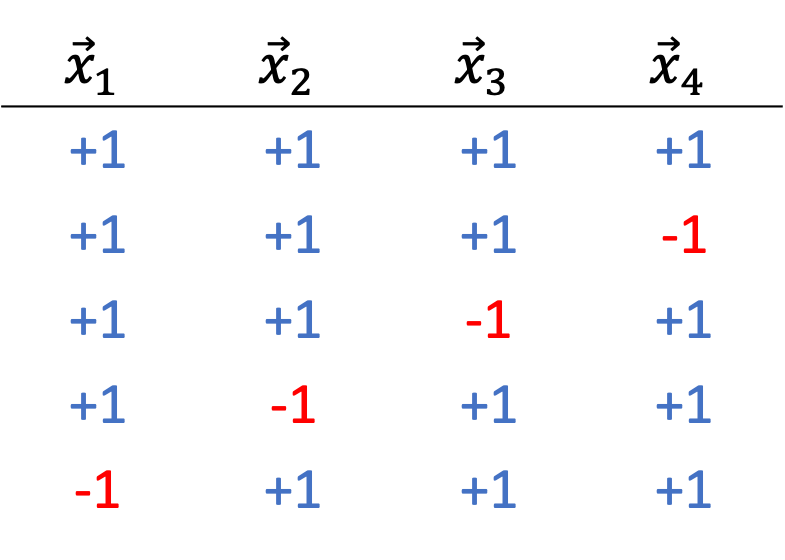 x⃗₁ x⃗₂ x⃗₃ x⃗₄
+1 +1 +1 +1
+1 +1 +1 -1
+1 +1 -1 +1
+1 -1 +1 +1
-1 +1 +1 +1